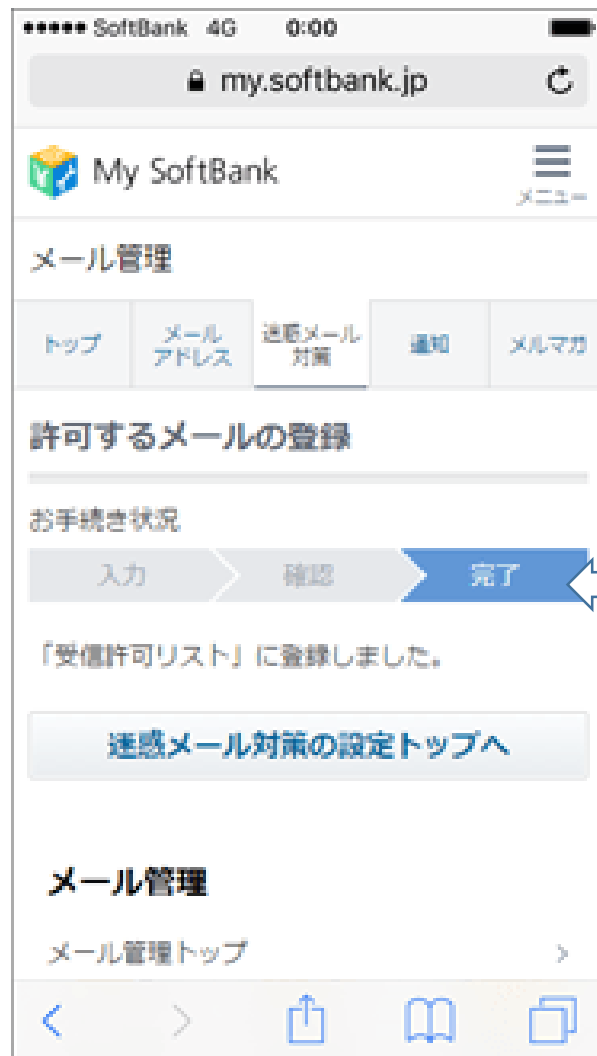 SoftBank 4G 0:00
my.softbank.jp
My SoftBank
メニュー
メール管理
トップ
メール
アドレス
迷惑メール
対策
通知
メルマガ
許可するメールの登録
お手続き状況
入力 確認 完了
「受信許可リスト」に登録しました。
迷惑メール対策の設定トップへ
メール管理
メール管理トップ